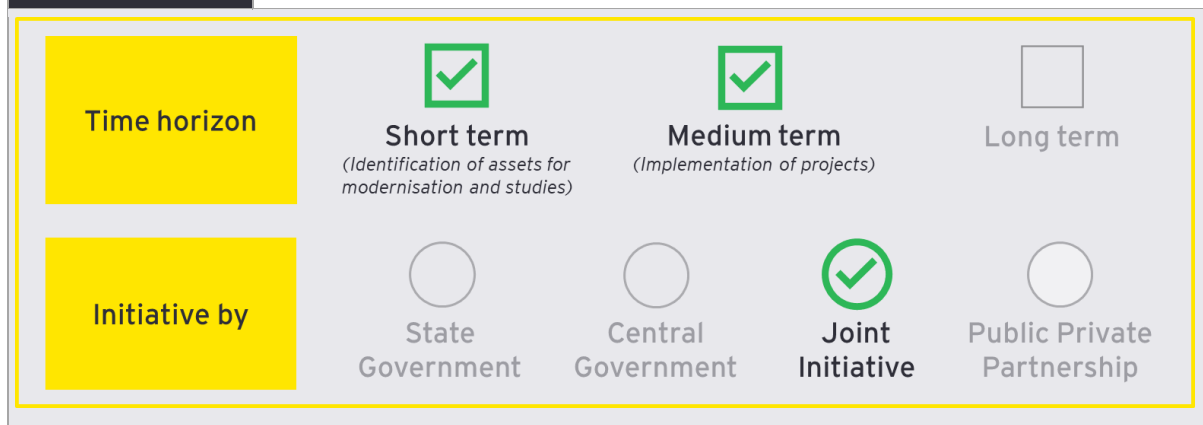 Time horizon
Short term
(Identification of assets for
modernisation and studies)
Medium term
(Implementation of projects)
Long term
Initiative by
State
Government
Central
Government
Joint
Initiative
Public Private
Partnership